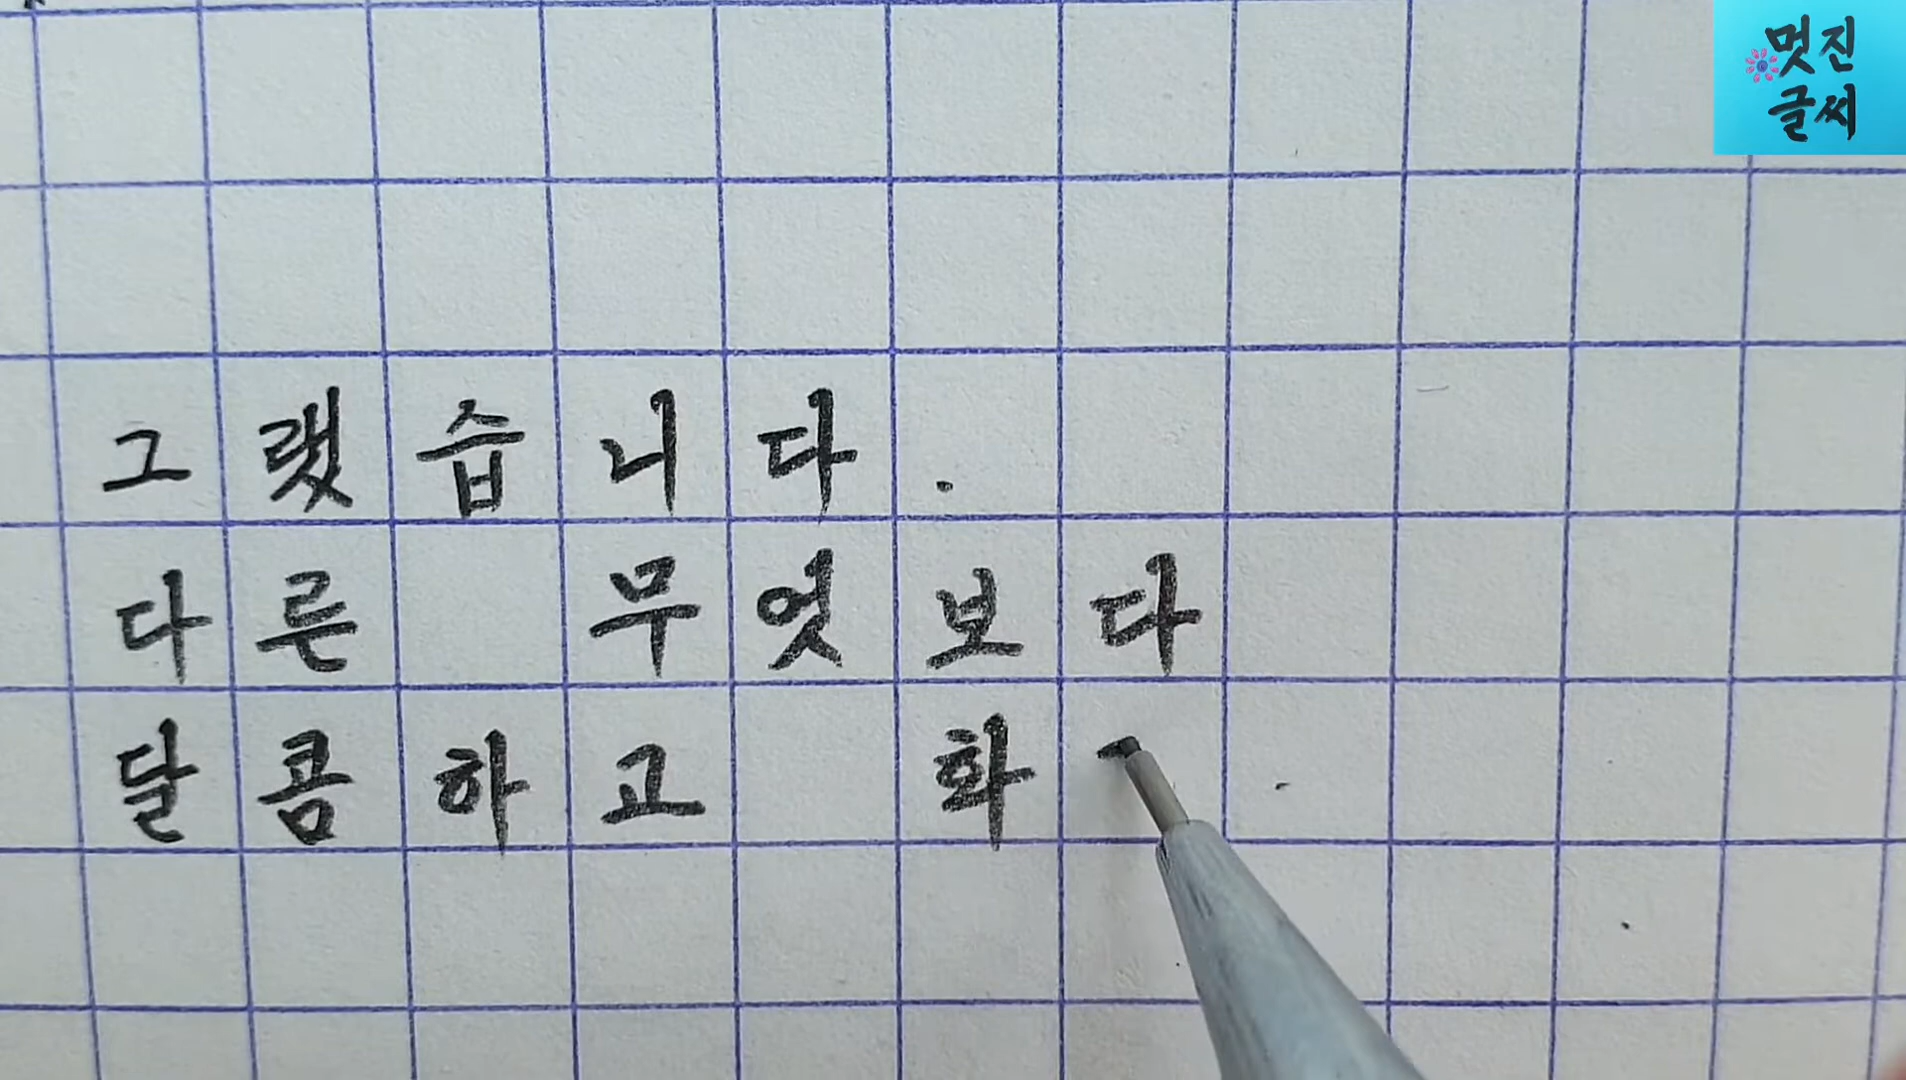 멋진
글씨
그랬습니다.
다른 무엇보다
달콤하고 화